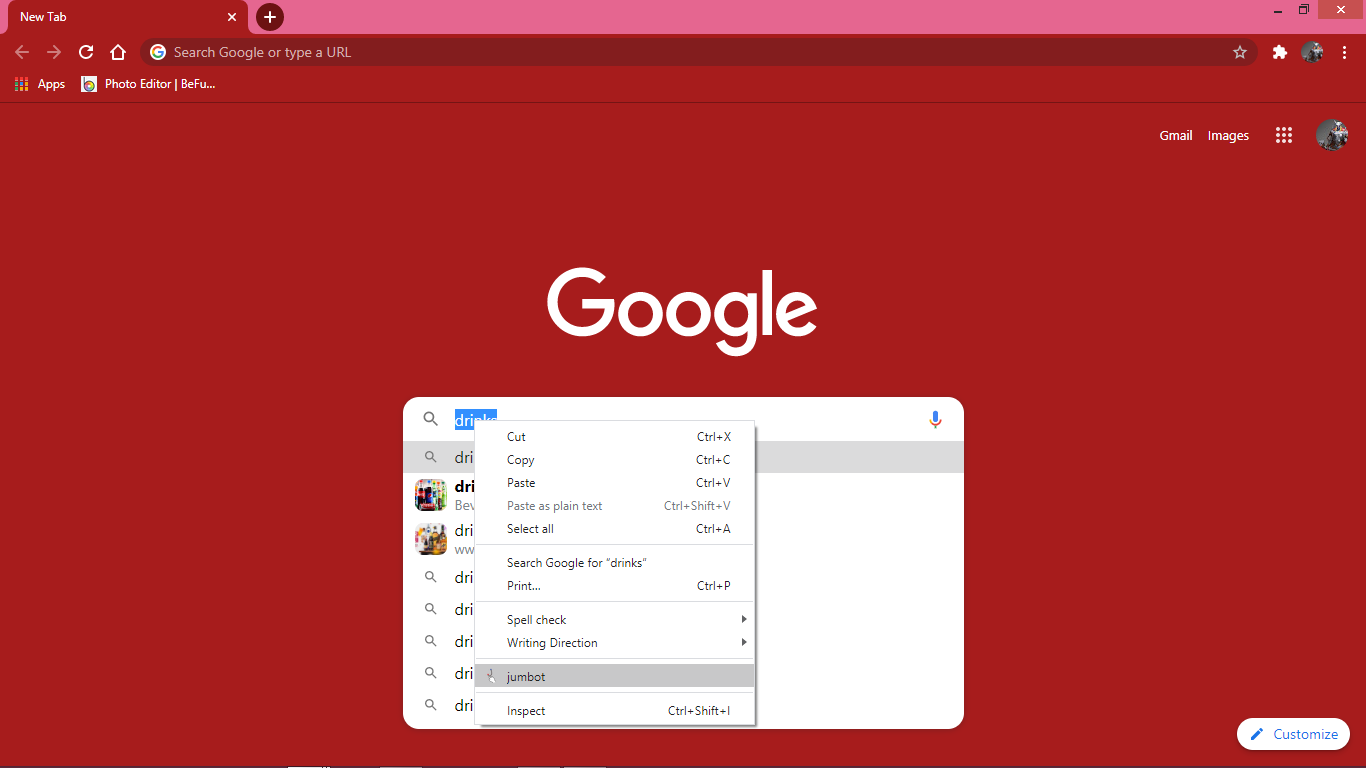 New Tab
Search Google or type a URL
Apps
Photo Editor | BeFu...
Gmail Images
Google
drinks
Cut Ctrl+X
Copy Ctrl+C
Paste Ctrl+V
Paste as plain text Ctrl+Shift+V
Select all Ctrl+A
Search Google for “drinks”
Print... Ctrl+P
Spell check
Writing Direction
jumbot
Inspect Ctrl+Shift+I
dri
dri
Bev
dri
ww
dri
dri
dri
dri
dri
Customize